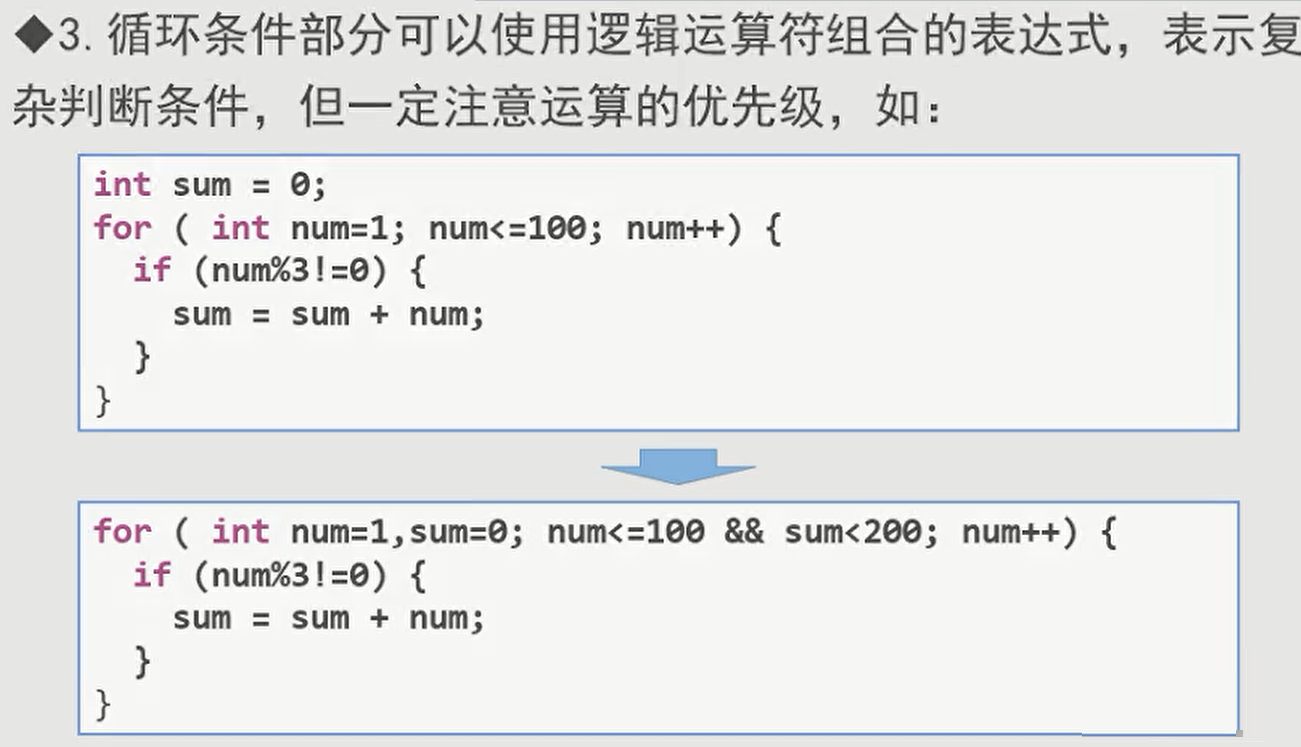 ◆3. 循环条件部分可以使用逻辑运算符组合的表达式，表示复
杂判断条件，但一定注意运算的优先级，如：
int sum = 0;
for ( int num=1; num<=100; num++) {
  if (num%3!=0) {
    sum = sum + num;
  }
}
for ( int num=1,sum=0; num<=100 && sum<200; num++) {
  if (num%3!=0) {
    sum = sum + num;
  }
}